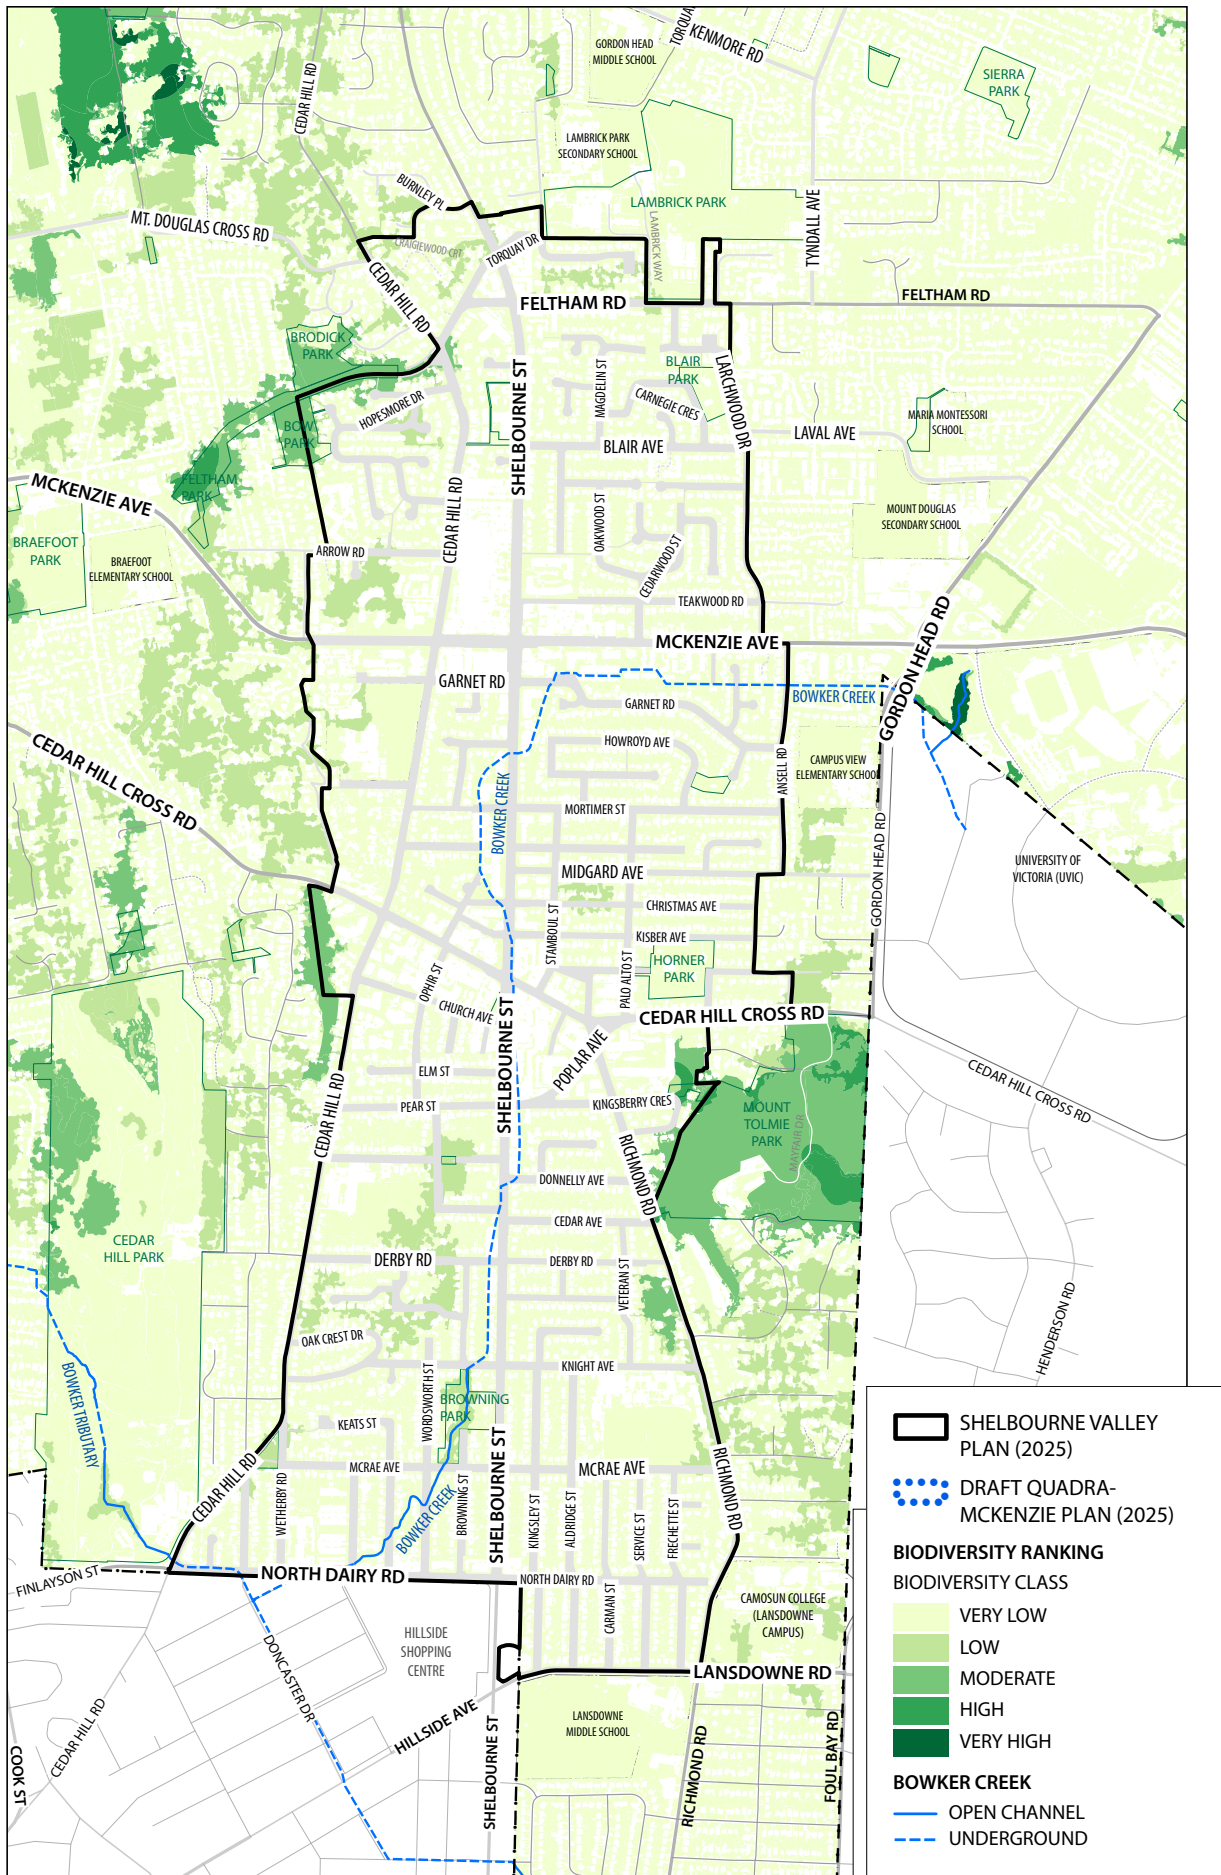 TORQUA
KENMORE RD
GORDON HEAD
MIDDLE SCHOOL
SIERRA
PARK
CEDAR HILL RD
LAMBRICK PARK
SECONDARY SCHOOL
BURNLEY PL
LAMBRICK PARK
TYNDALL AVE
MT. DOUGLAS CROSS RD
CRAIGIEWOOD CRT
TORQUAY DR
LAMBRICK WAY
CEDAR HILL RD
FELTHAM RD
FELTHAM RD
BRODICK
PARK
SHELBOURNE ST
BLAIR
PARK
LARCHWOOD DR
MAGDELIN ST
CARNEGIE CRES
HOPESMORE DR
BOW
PARK
MARIA MONTESSORI
SCHOOL
BLAIR AVE
LAVAL AVE
FELTHAM
PARK
MCKENZIE AVE
CEDAR HILL RD
OAKWOOD ST
MOUNT DOUGLAS
SECONDARY SCHOOL
BRAEFOOT
PARK
BRAEFOOT
ELEMENTARY SCHOOL
ARROW RD
CEDARWOOD ST
TEAKWOOD RD
MCKENZIE AVE
GORDON HEAD RD
GARNET RD
GARNET RD
BOWKER CREEK
HOWROYD AVE
CEDAR HILL CROSS RD
BOWKER CREEK
ANSELL RD
CAMPUS VIEW
ELEMENTARY SCHOOL
MORTIMER ST
GORDON HEAD RD
MIDGARD AVE
UNIVERSITY OF
VICTORIA (UVIC)
CHRISTMAS AVE
STAMBOUL ST
KISBER AVE
PALO ALTO ST
HORNER
PARK
OPHIR ST
CHURCH AVE
SHELBOURNE ST
CEDAR HILL CROSS RD
POPLAR AVE
CEDAR HILL CROSS RD
ELM ST
CEDAR HILL RD
PEAR ST
KINGSBERRY CRES
MOUNT
TOLMIE
PARK
MAYFAIR DR
RICHMOND RD
DONNELLY AVE
CEDAR AVE
CEDAR
HILL PARK
DERBY RD
DERBY RD
VETERAN ST
HENDERSON RD
OAK CREST DR
KNIGHT AVE
BOWKER TRIBUTARY
WORDSWORTH ST
BROWNING
PARK
KEATS ST
CEDAR HILL RD
MCRAE AVE
SHELBOURNE ST
MCRAE AVE
RICHMOND RD
WETHERBY RD
BOWKER CREEK
BROWNING ST
KINGSLEY ST
ALDRIDGE ST
SERVICE ST
FRECHETTE ST
FINLAYSON ST
NORTH DAIRY RD
NORTH DAIRY RD
CARMAN ST
CAMOSUN COLLEGE
(LANSDOWNE
CAMPUS)
HILLSIDE
SHOPPING
CENTRE
DONCASTER DR
LANSDOWNE RD
CEDAR HILL RD
COOK ST
HILLSIDE AVE
SHELBOURNE ST
LANSDOWNE
MIDDLE SCHOOL
RICHMOND RD
FOUL BAY RD
SHELBOURNE VALLEY
PLAN (2025)
DRAFT QUADRA-
MCKENZIE PLAN (2025)
BIODIVERSITY RANKING
BIODIVERSITY CLASS
VERY LOW
LOW
MODERATE
HIGH
VERY HIGH
BOWKER CREEK
OPEN CHANNEL
UNDERGROUND